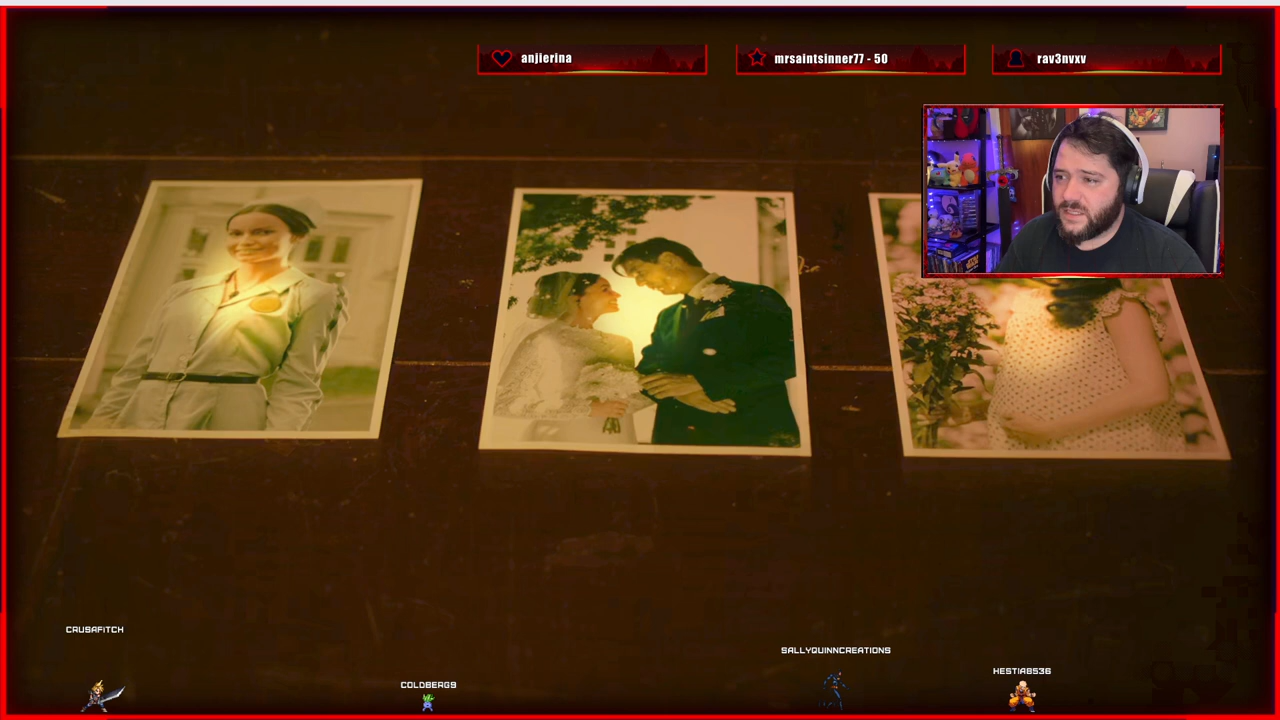 anjierina
mrsaintsinner77 - 50
rav3nvxv
CRUSAFITCH
SALLYQUINNCREATIONS
HESTIA8536
COLDBERG9